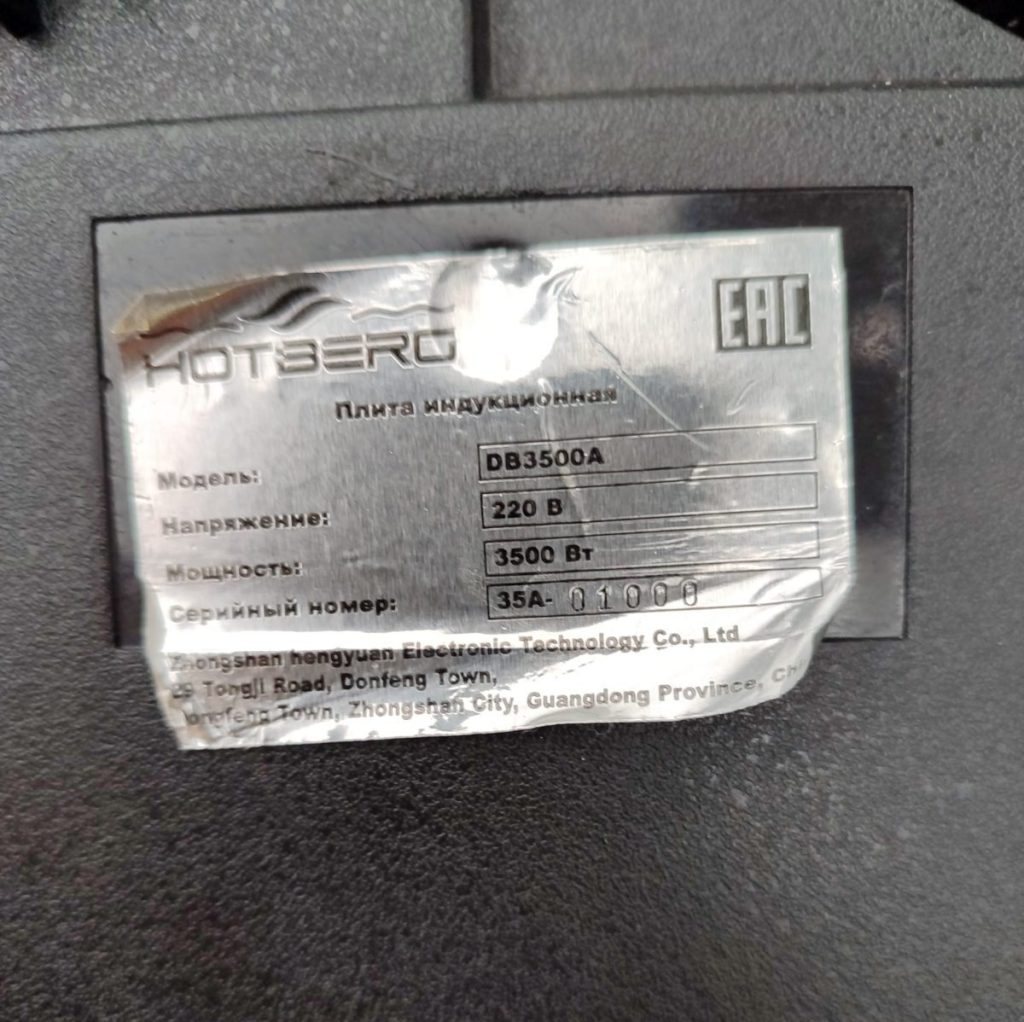 HOTBERG
EAC
Плита индукционная
Модель: DB3500A
Напряжение: 220 В
Мощность: 3500 Вт
Серийный номер: 35A- 01000
Zhongshan hengyuan Electronic Technology Co., Ltd
29 Tongji Road, Donfeng Town,
Town, Zhongshan City, Guangdong Province,